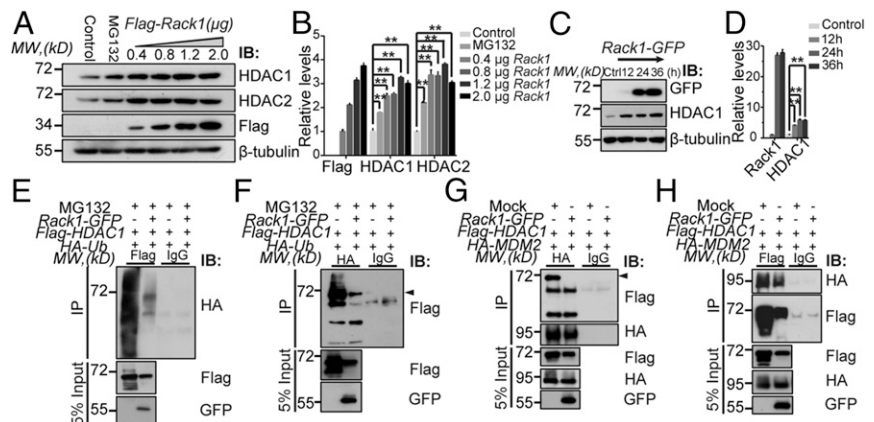 A
Flag-Rack1(μg)
Control
MG132
0.4 0.8 1.2 2.0
MW,(kD)
IB:
72
HDAC1
72
HDAC2
34
Flag
55
β-tubulin
B
Relative levels
0
1
2
3
4
5
6
Flag HDAC1 HDAC2
** ** ** ** ** ** ** ** ** **
Control
MG132
0.4 μg Rack1
0.8 μg Rack1
1.2 μg Rack1
2.0 μg Rack1
C
Rack1-GFP
MW,(kD) Ctrl 12 24 36 (h)
IB:
72
GFP
72
HDAC1
55
β-tubulin
D
Relative levels
0
10
20
30
Rack1
HDAC1
** ** **
Control
12h
24h
36h
E
MG132 + + + +
Rack1-GFP - + - +
Flag-HDAC1 + + + +
HA-Ub + + + +
MW,(kD) Flag IgG IB:
IP
72
HA
5% Input
72
Flag
55
GFP
F
MG132 + + + +
Rack1-GFP - + - +
Flag-HDAC1 + + + +
HA-Ub + + + +
MW,(kD) HA IgG IB:
IP
72
Flag
5% Input
72
Flag
55
GFP
G
Mock + - + -
Rack1-GFP - + - +
Flag-HDAC1 + + + +
HA-MDM2 + + + +
MW,(kD) HA IgG IB:
IP
72
Flag
95
HA
5% Input
72
Flag
95
HA
55
GFP
H
Mock + - + -
Rack1-GFP - + - +
Flag-HDAC1 + + + +
HA-MDM2 + + + +
MW,(kD) Flag IgG IB:
IP
95
HA
72
Flag
5% Input
72
Flag
95
HA
55
GFP